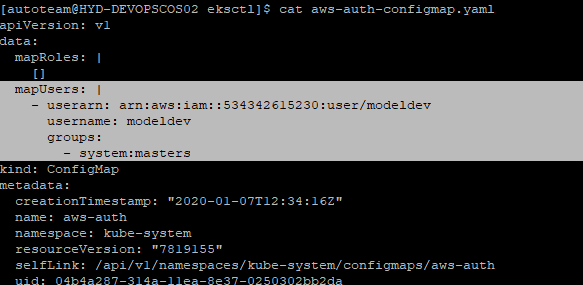 [autoteam@HYD-DEVOPSCOS02 eksctl]$ cat aws-auth-configmap.yaml
apiVersion: v1
data:
  mapRoles: |
    []
  mapUsers: |
    - userarn: arn:aws:iam::534342615230:user/modeldev
      username: modeldev
      groups:
        - system:masters
kind: ConfigMap
metadata:
  creationTimestamp: "2020-01-07T12:34:16Z"
  name: aws-auth
  namespace: kube-system
  resourceVersion: "7819155"
  selfLink: /api/v1/namespaces/kube-system/configmaps/aws-auth
  uid: 04b4a287-314a-11ea-8e37-0250302bb2da